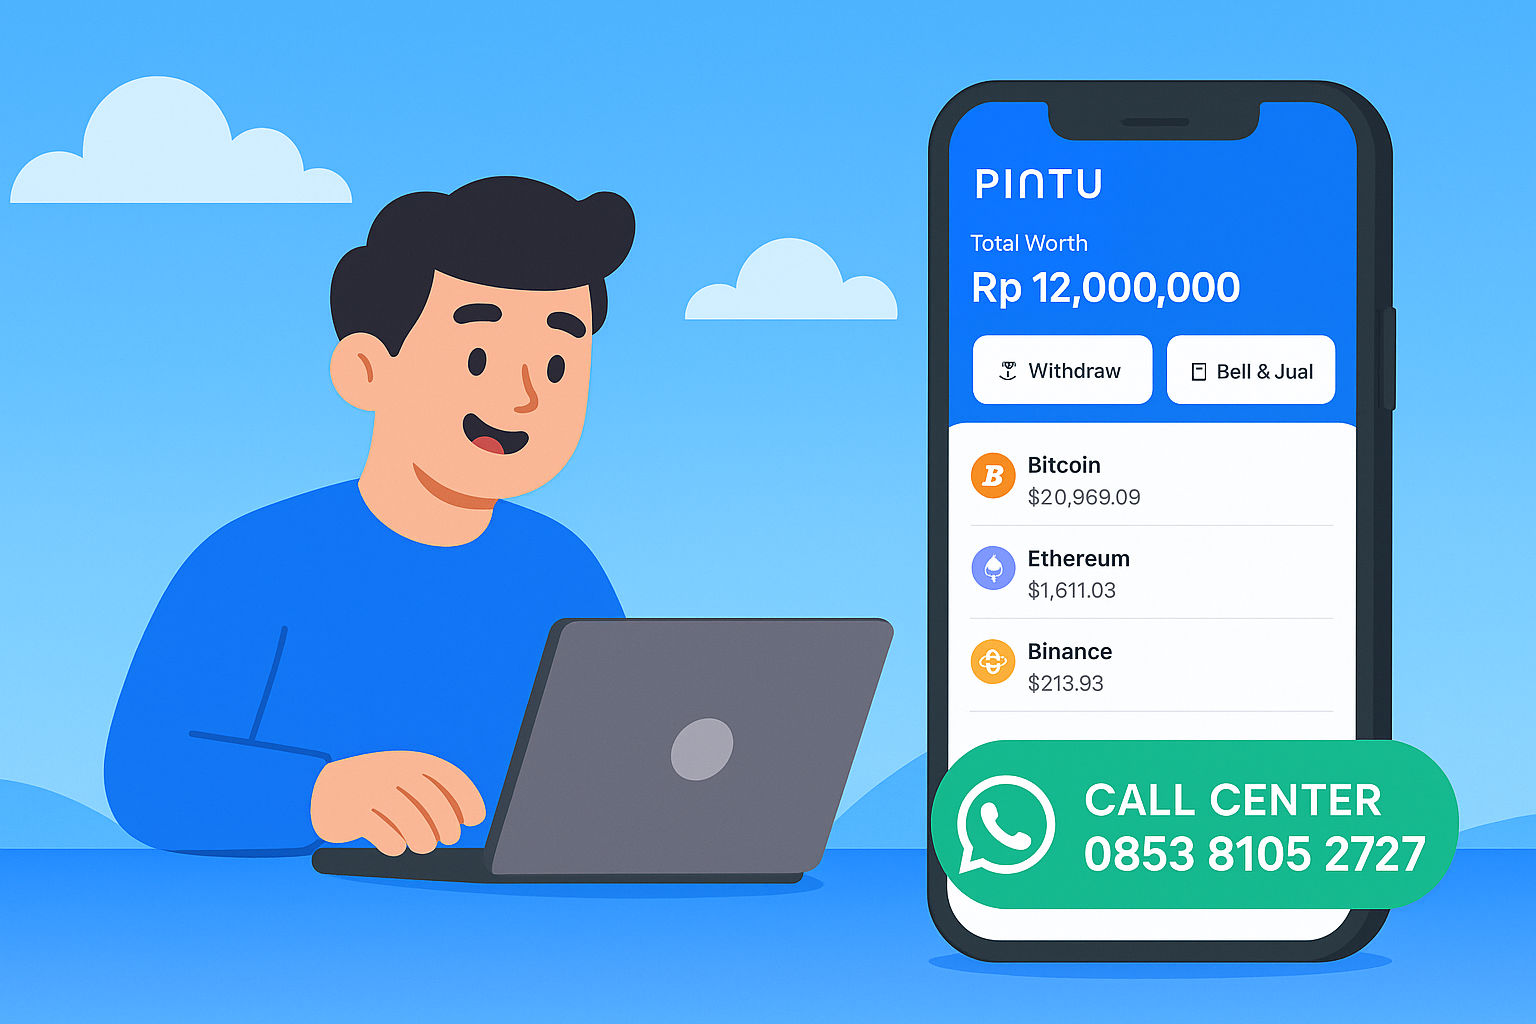 PINTU
Total Worth
Rp 12,000,000
Withdraw
Bell & Jual
Bitcoin
$20,969.09
Ethereum
$1,611.03
Binance
$213.93
CALL CENTER
0853 8105 2727